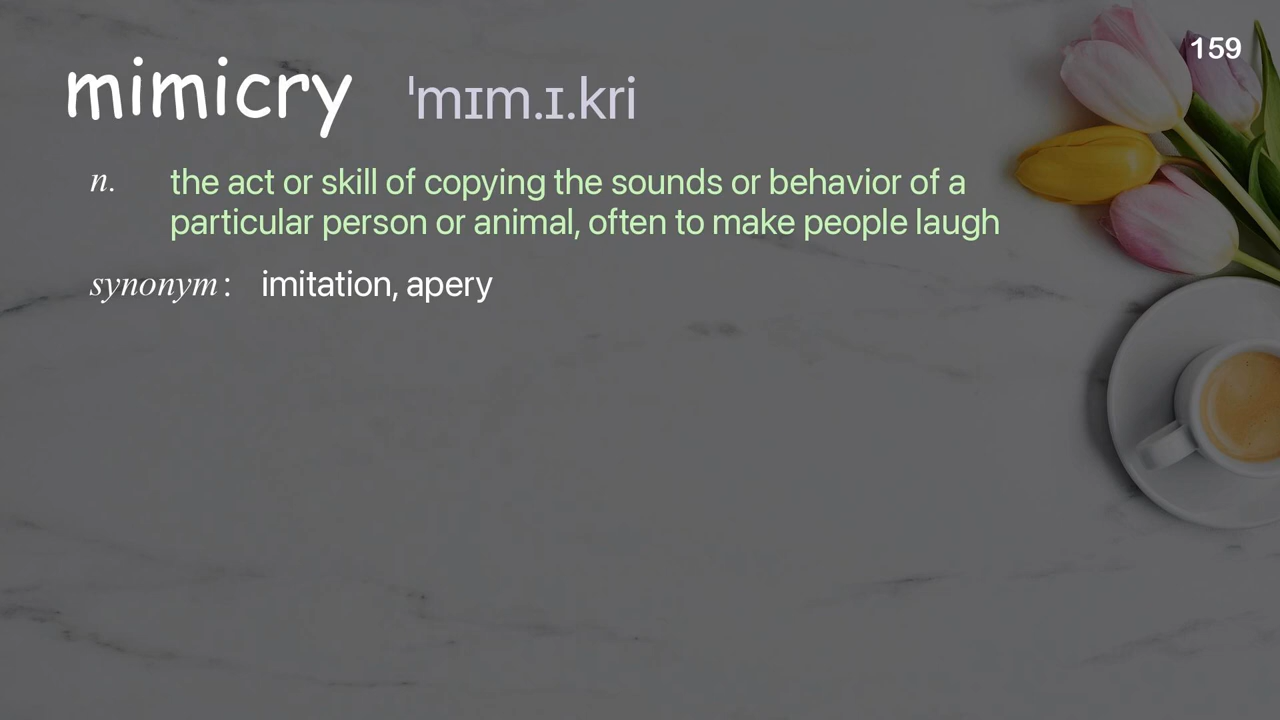 159
mimicry ˈmɪm.ɪ.kri
n. the act or skill of copying the sounds or behavior of a
particular person or animal, often to make people laugh
synonym: imitation, apery